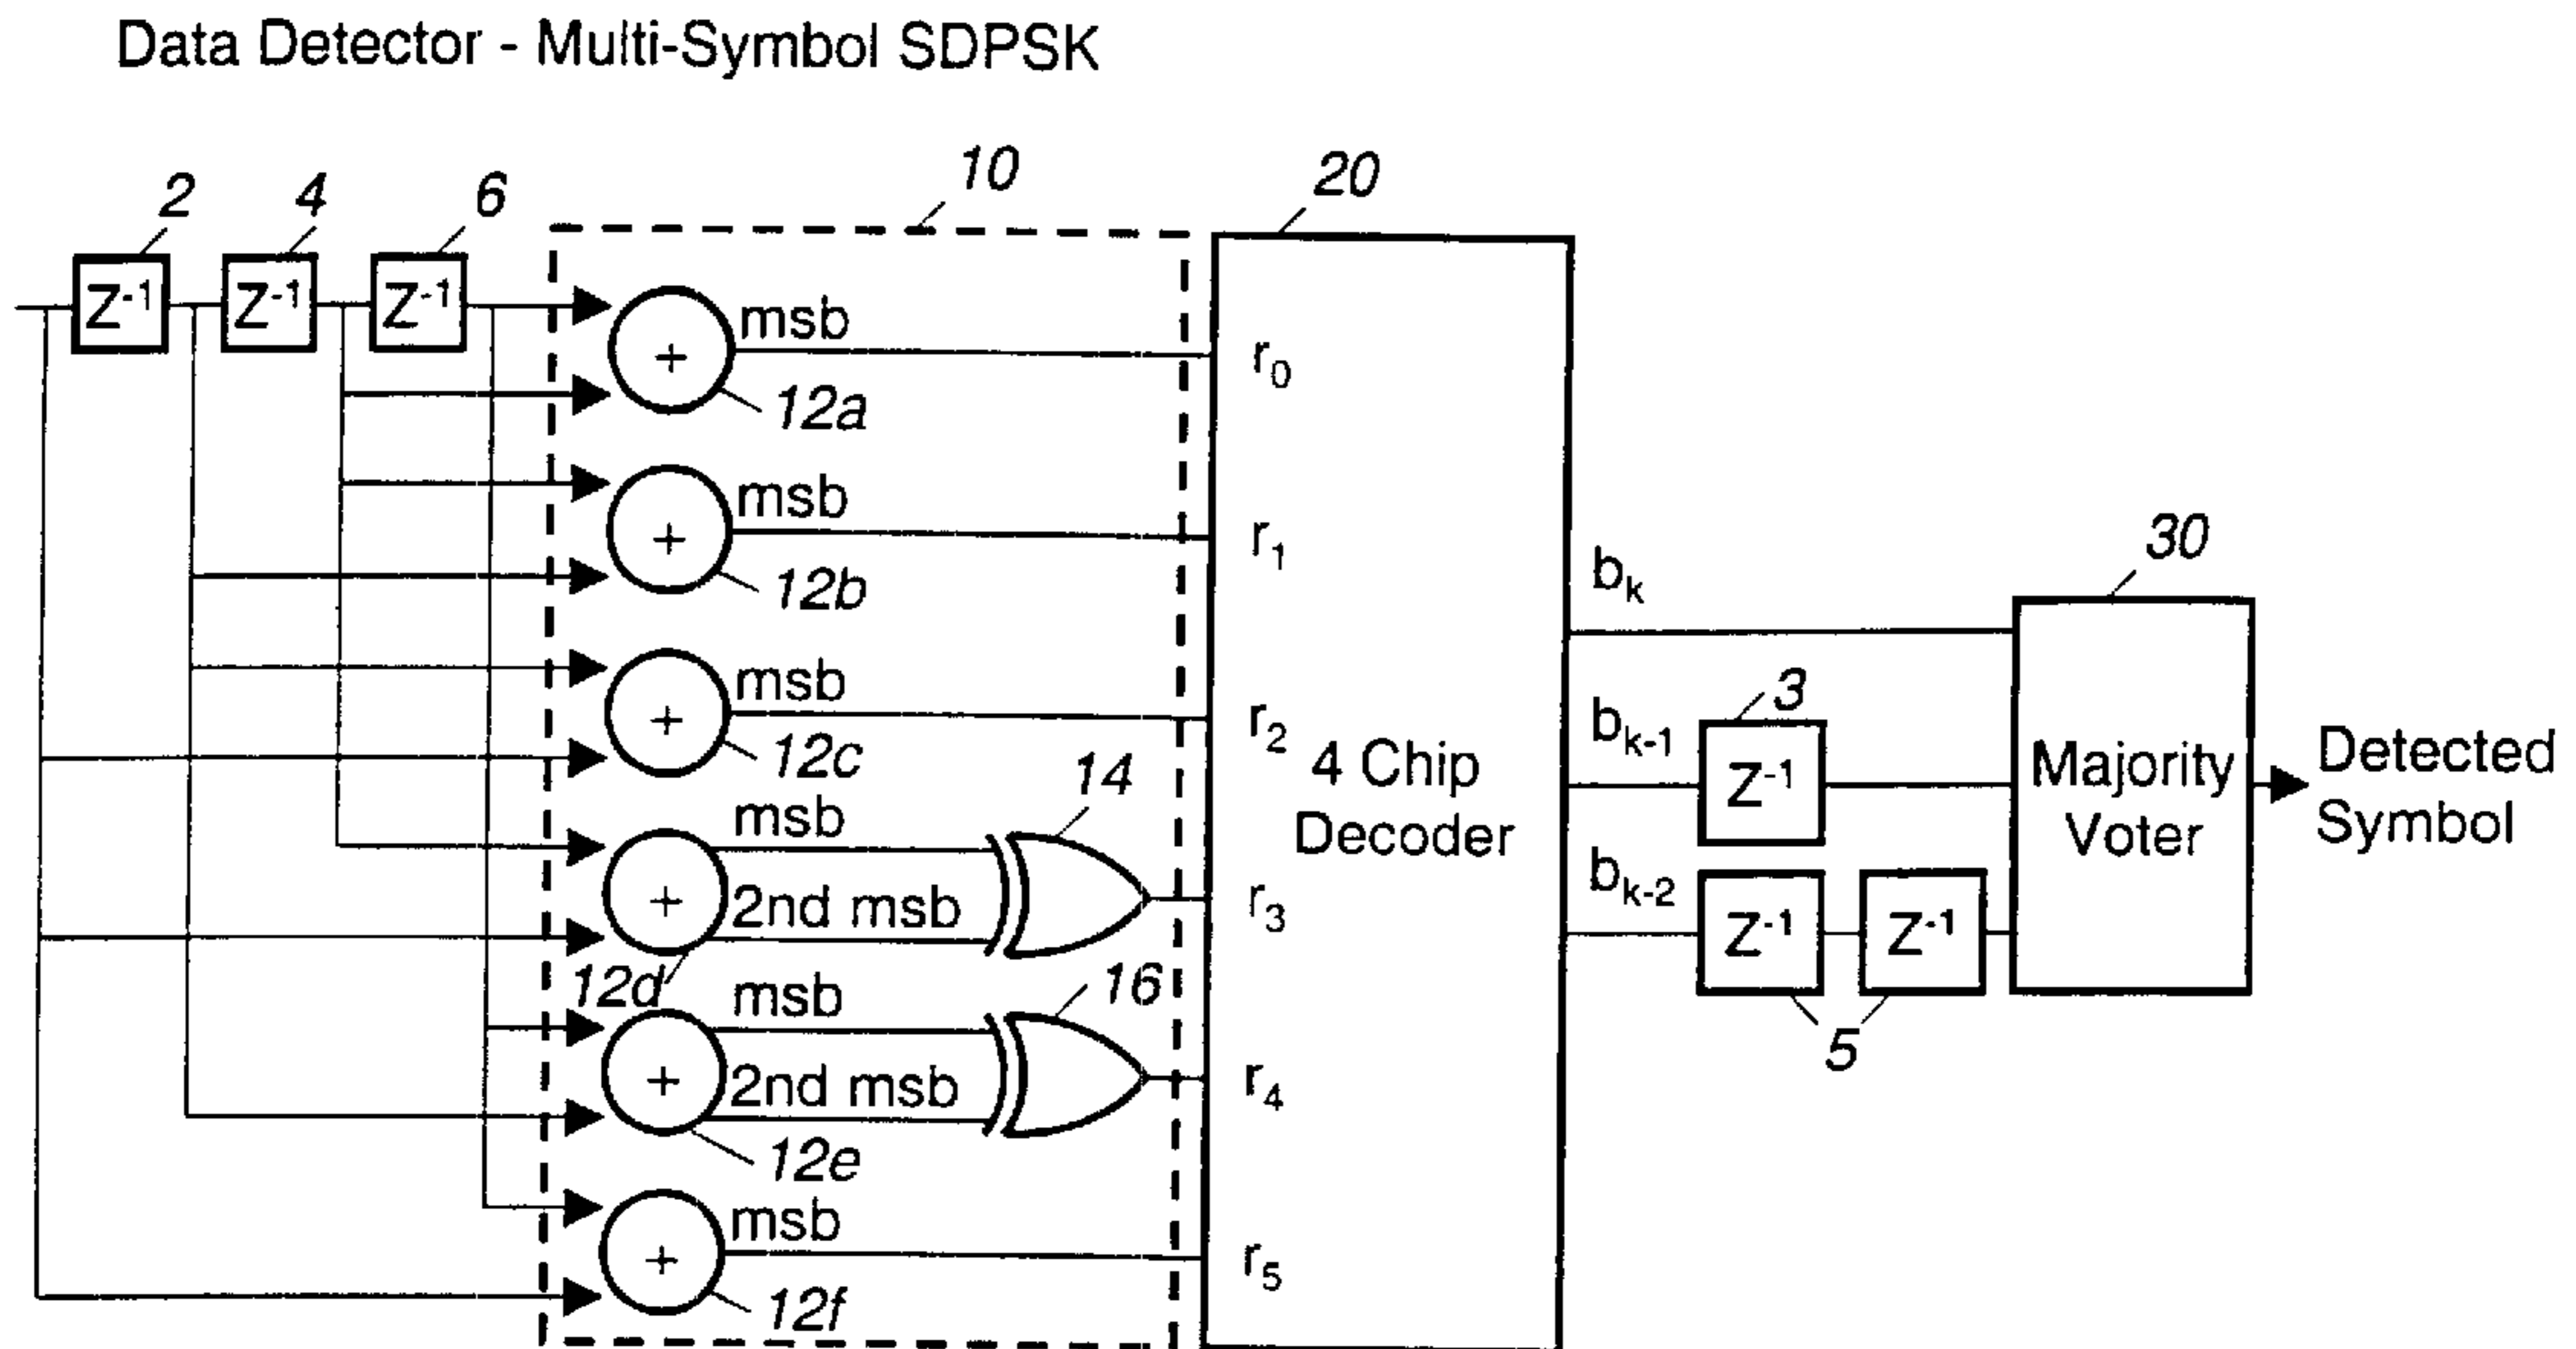 Data Detector - Multi-Symbol SDPSK
2 4 6 10 20
Z-1 Z-1 Z-1
msb
r0
12a
msb
r1
12b
msb
r2
12c
msb
14
2nd msb
r3
12d
msb
16
2nd msb
r4
12e
msb
r5
12f
4 Chip
Decoder
bk
bk-1
3
Z-1
bk-2
Z-1 Z-1
5
30
Majority
Voter
Detected
Symbol